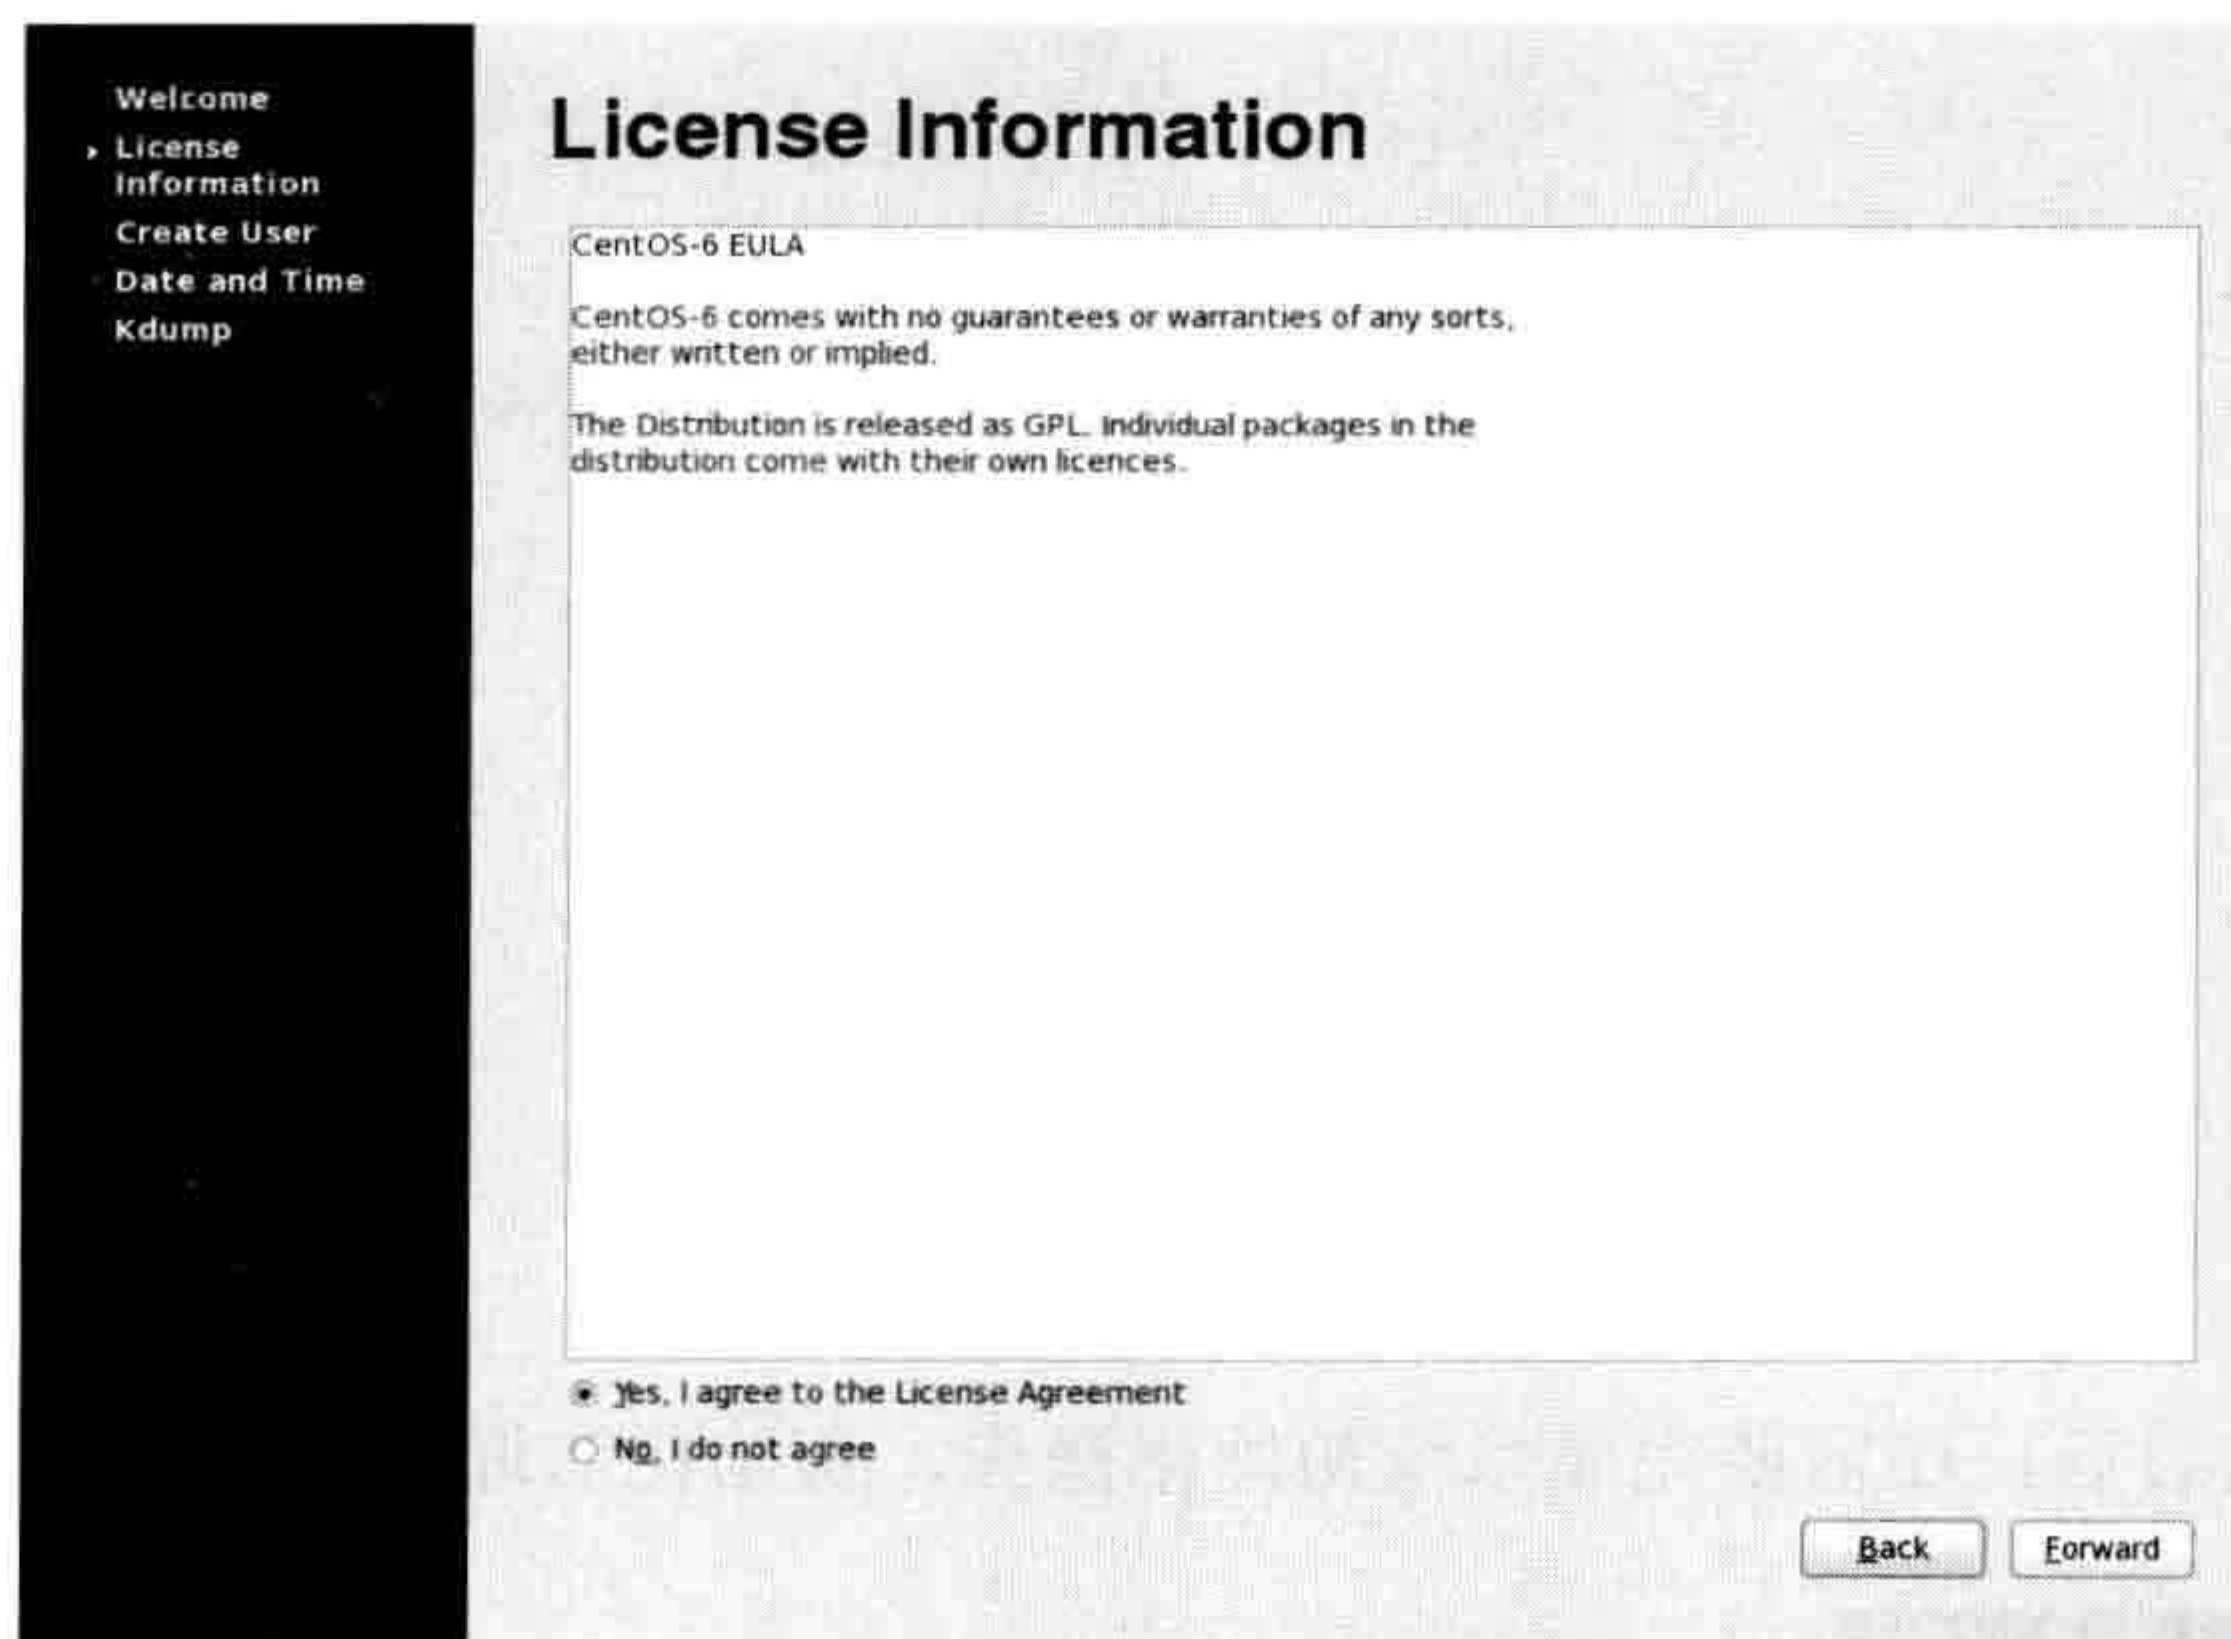 Welcome
License
Information
Create User
Date and Time
Kdump
License Information
CentOS-6 EULA
CentOS-6 comes with no guarantees or warranties of any sorts,
either written or implied.
The Distribution is released as GPL. Individual packages in the
distribution come with their own licences.
Yes, I agree to the License Agreement
No, I do not agree
Back
Forward